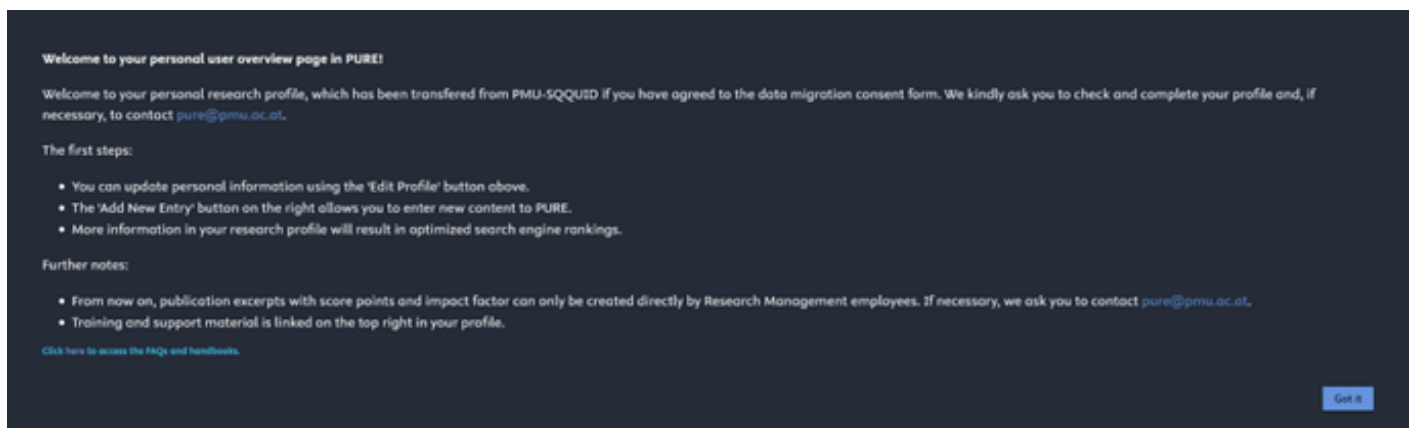 Welcome to your personal user overview page in PURE!
Welcome to your personal research profile, which has been transfered from PMU-SQQUID if you have agreed to the data migration consent form. We kindly ask you to check and complete your profile and, if
necessary, to contact pure@pmu.ac.at.
The first steps:
• You can update personal information using the 'Edit Profile' button above.
• The 'Add New Entry' button on the right allows you to enter new content to PURE.
• More information in your research profile will result in optimized search engine rankings.
Further notes:
• From now on, publication excerpts with score points and impact factor can only be created directly by Research Management employees. If necessary, we ask you to contact pure@pmu.ac.at.
• Training and support material is linked on the top right in your profile.
Click here to access the FAQs and handbooks.
Got it